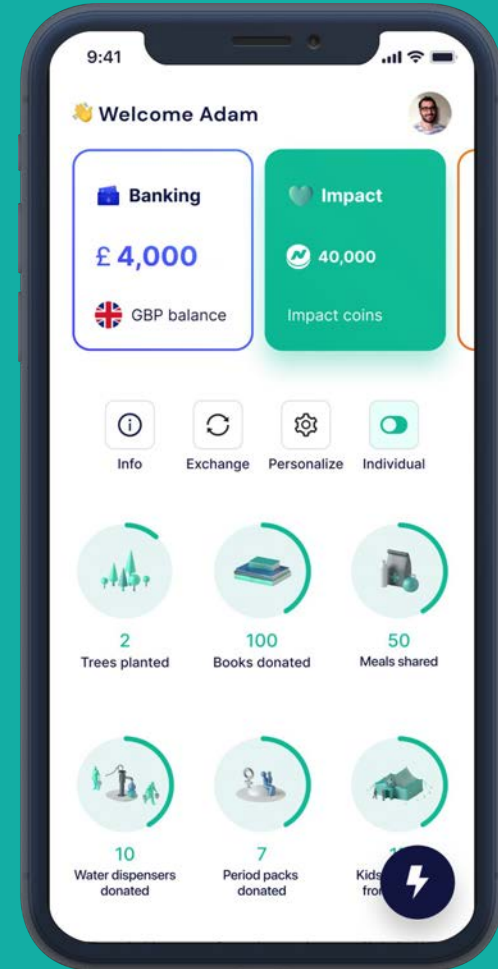 9:41
👋 Welcome Adam
Banking
Impact
£ 4,000
40,000
GBP balance
Impact coins
Info
Exchange
Personalize
Individual
2
100
50
Trees planted
Books donated
Meals shared
10
7
Water dispensers
Period packs
Kids
donated
donated